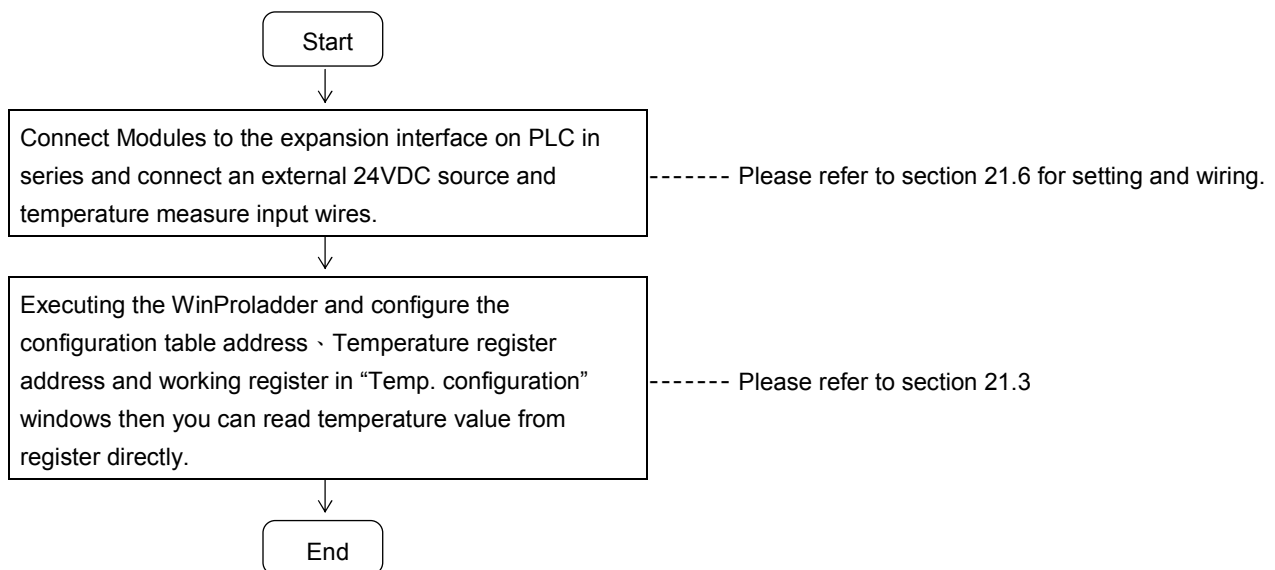 Start
Connect Modules to the expansion interface on PLC in
series and connect an external 24VDC source and
temperature measure input wires.
Please refer to section 21.6 for setting and wiring.
Executing the WinProladder and configure the
configuration table address、Temperature register
address and working register in “Temp. configuration”
windows then you can read temperature value from
register directly.
Please refer to section 21.3
End